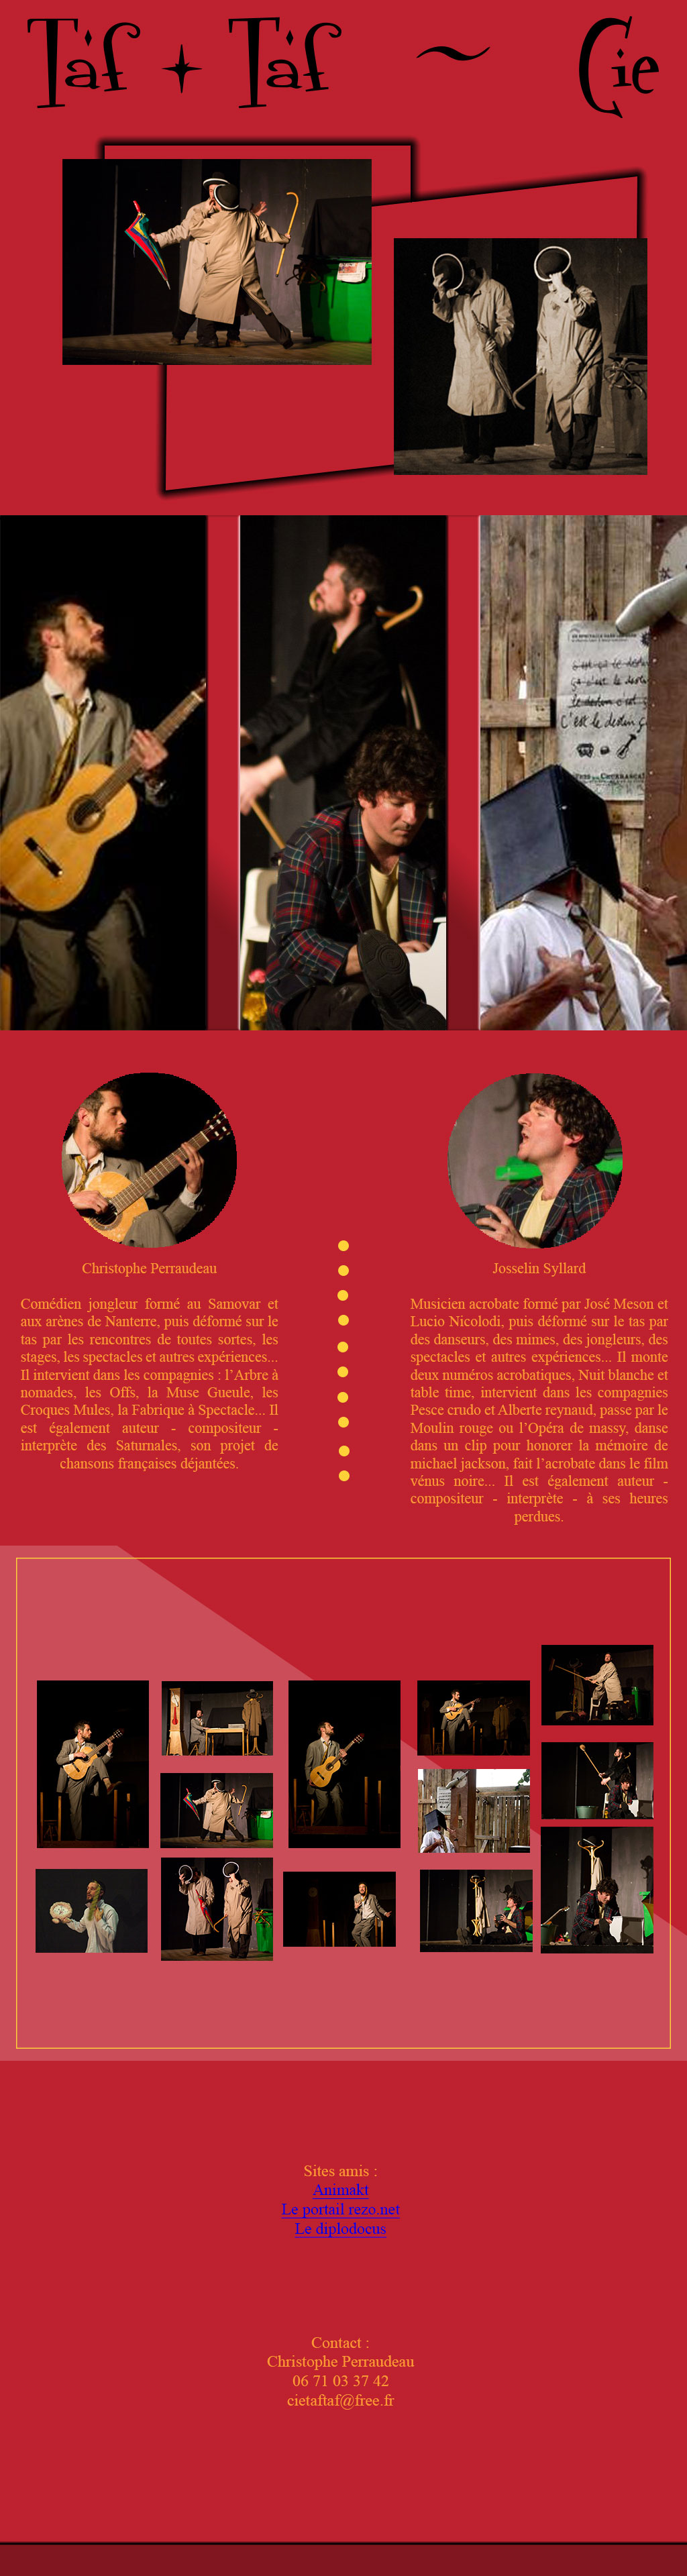 Taf + Taf ~ Cie
C'est le destin
Christophe Perraudeau
Comédien jongleur formé au Samovar et
aux arènes de Nanterre, puis déformé sur le
tas par les rencontres de toutes sortes, les
stages, les spectacles et autres expériences...
Il intervient dans les compagnies : l’Arbre à
nomades, les Offs, la Muse Gueule, les
Croques Mules, la Fabrique à Spectacle... Il
est également auteur - compositeur -
interprète des Saturnales, son projet de
chansons françaises déjantées.
Josselin Syllard
Musicien acrobate formé par José Meson et
Lucio Nicolodi, puis déformé sur le tas par
des danseurs, des mimes, des jongleurs, des
spectacles et autres expériences... Il monte
deux numéros acrobatiques, Nuit blanche et
table time, intervient dans les compagnies
Pesce crudo et Alberte reynaud, passe par le
Moulin rouge ou l’Opéra de massy, danse
dans un clip pour honorer la mémoire de
michael jackson, fait l’acrobate dans le film
vénus noire... Il est également auteur -
compositeur - interprète - à ses heures
perdues.
Sites amis :
Animakt
Le portail rezo.net
Le diplodocus
Contact :
Christophe Perraudeau
06 71 03 37 42
cietaftaf@free.fr